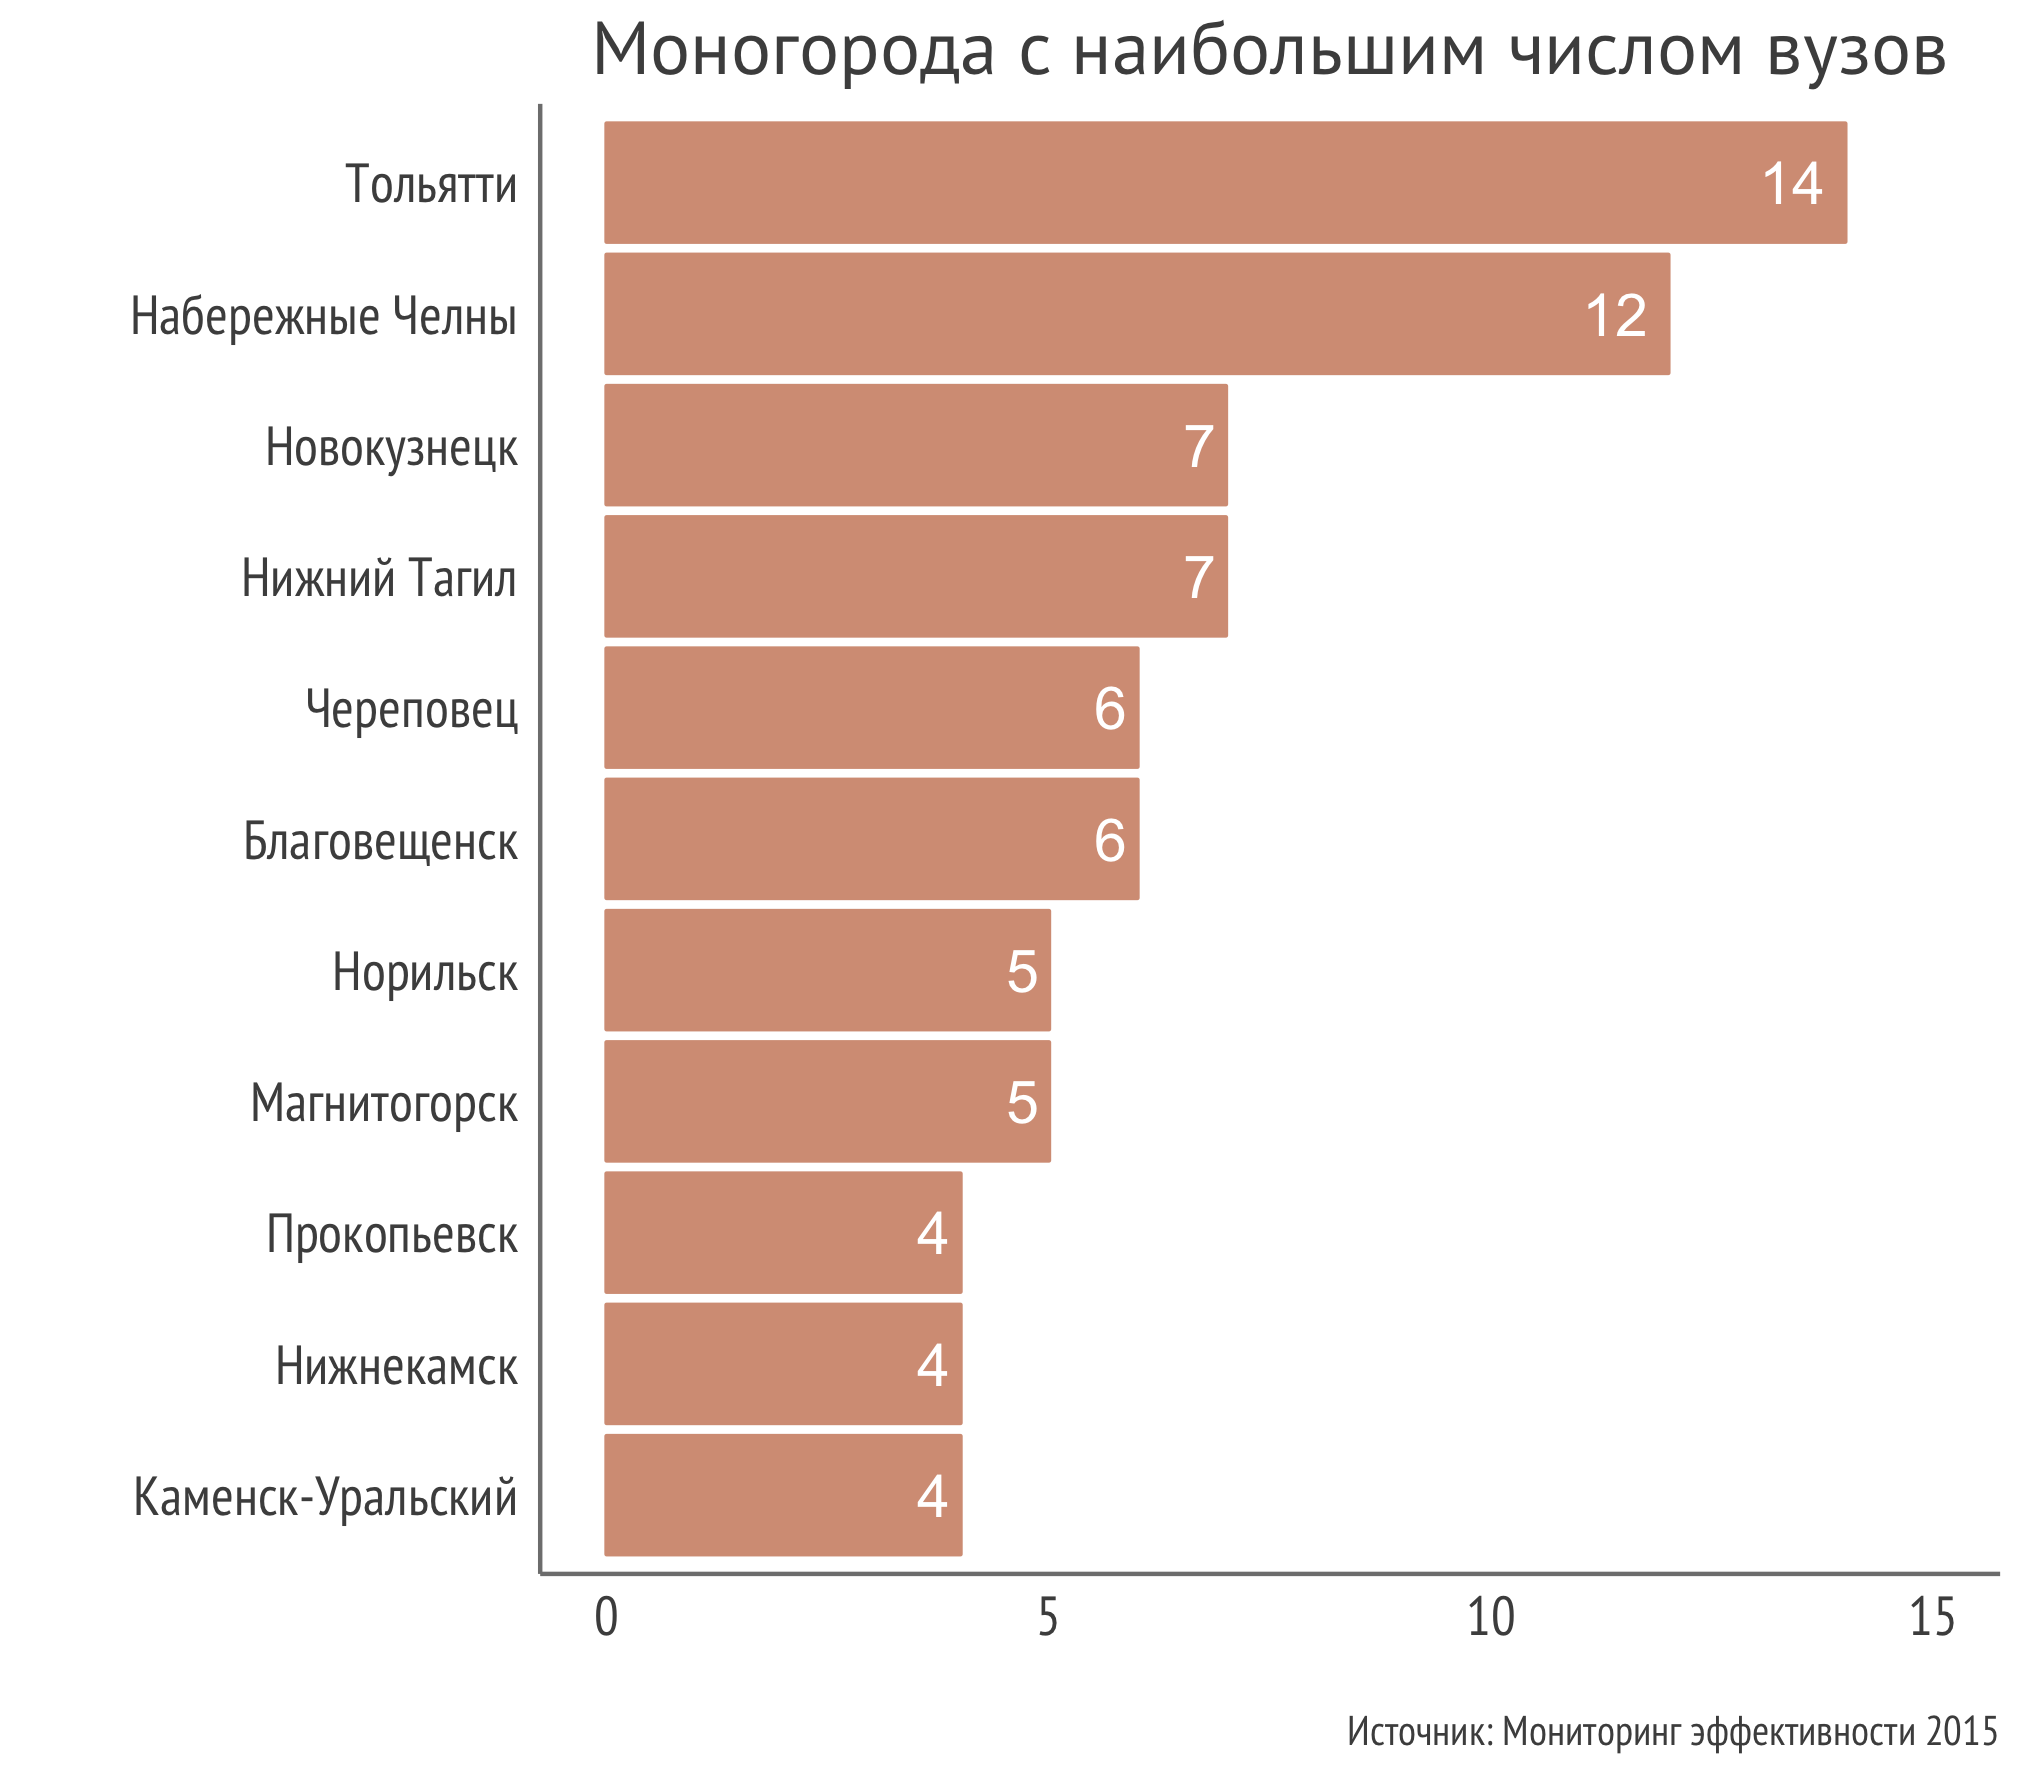 Моногорода с наибольшим числом вузов
Тольятти 14
Набережные Челны 12
Новокузнецк 7
Нижний Тагил 7
Череповец 6
Благовещенск 6
Норильск 5
Магнитогорск 5
Прокопьевск 4
Нижнекамск 4
Каменск-Уральский 4
0 5 10 15
Источник: Мониторинг эффективности 2015